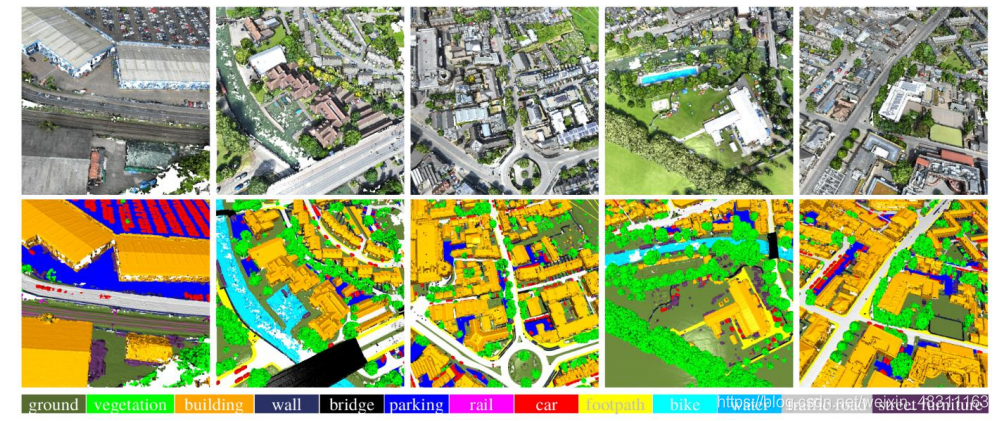 ground vegetation building wall bridge parking rail car footpath bike water traffic road street furniture
https://blog.csdn.net/weixin_48311163